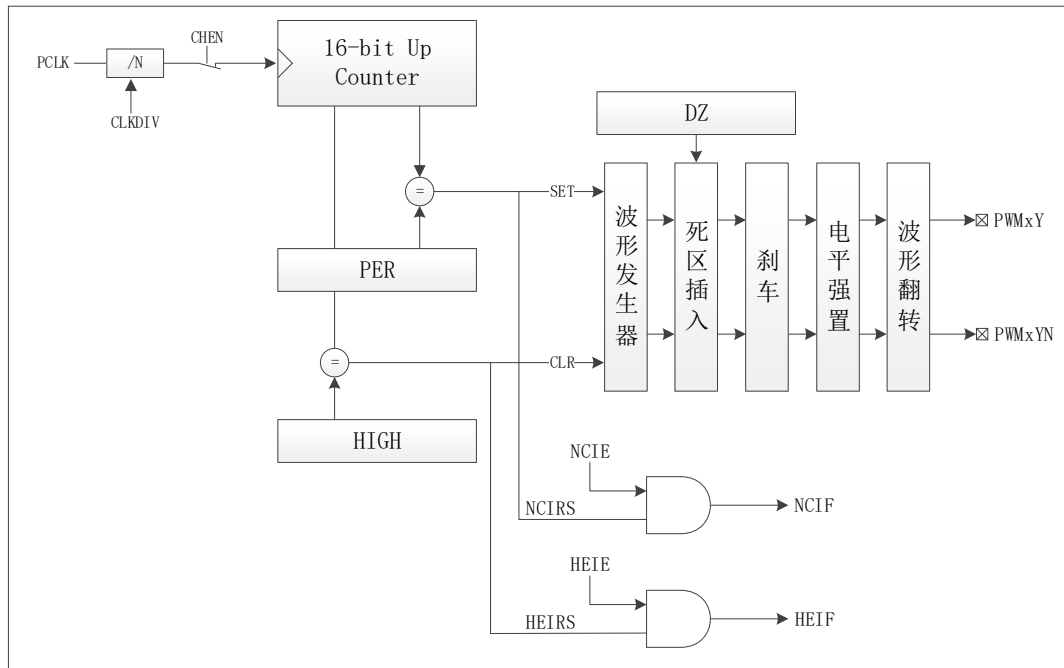 CHEN
PCLK
/N
16-bit Up
Counter
CLKDIV
DZ
=
SET
波形发生器
死区插入
刹车
电平强置
波形翻转
PWMxY
PER
PWMxYN
=
CLR
HIGH
NCIE
NCIRS
NCIF
HEIE
HEIRS
HEIF